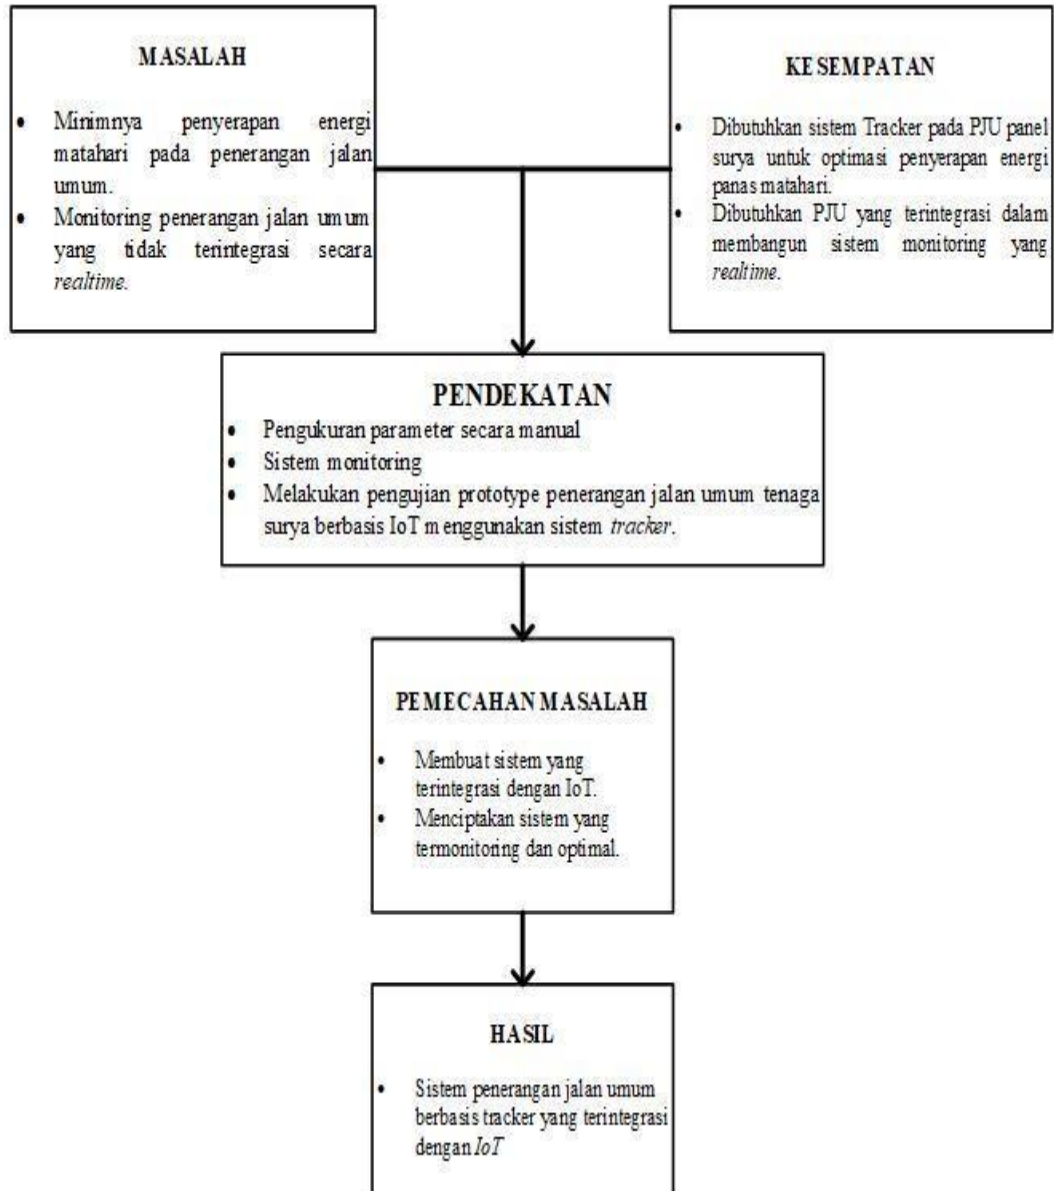 MASALAH
• Minimnya penyerapan energi
matahari pada penerangan jalan
umum.
• Monitoring penerangan jalan umum
yang tidak terintegrasi secara
realtime.
KESEMPATAN
• Dibutuhkan sistem Tracker pada PJU panel
surya untuk optimasi penyerapan energi
panas matahari.
• Dibutuhkan PJU yang terintegrasi dalam
membangun sistem monitoring yang
realtime.
PENDEKATAN
• Pengukuran parameter secara manual
• Sistem monitoring
• Melakukan pengujian prototype penerangan jalan umum tenaga
surya berbasis IoT menggunakan sistem tracker.
PEMECAHAN MASALAH
• Membuat sistem yang
terintegrasi dengan IoT.
• Menciptakan sistem yang
termonitoring dan optimal.
HASIL
• Sistem penerangan jalan umum
berbasis tracker yang terintegrasi
dengan IoT